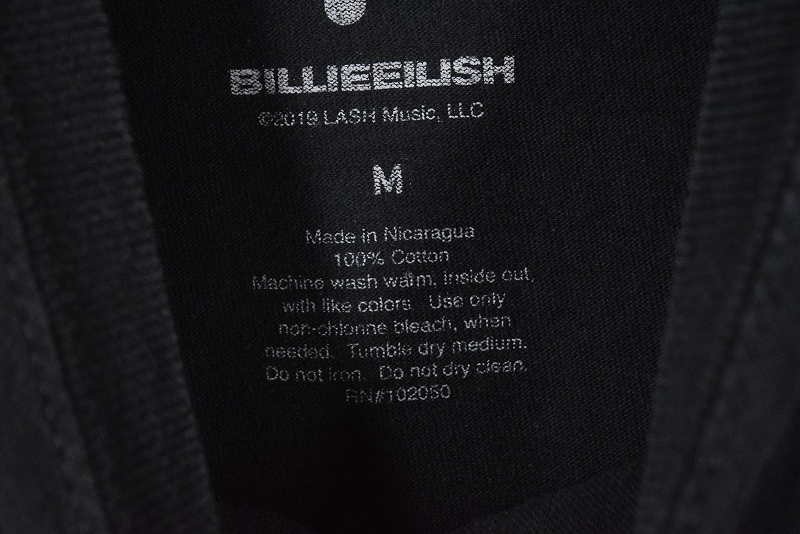 BILLIEEILISH
©2019 LASH Music, LLC
M
Made in Nicaragua
100% Cotton
Machine wash warm, inside out,
with like colors. Use only
non-chlorine bleach, when
needed. Tumble dry medium.
Do not iron. Do not dry clean.
RN#102050